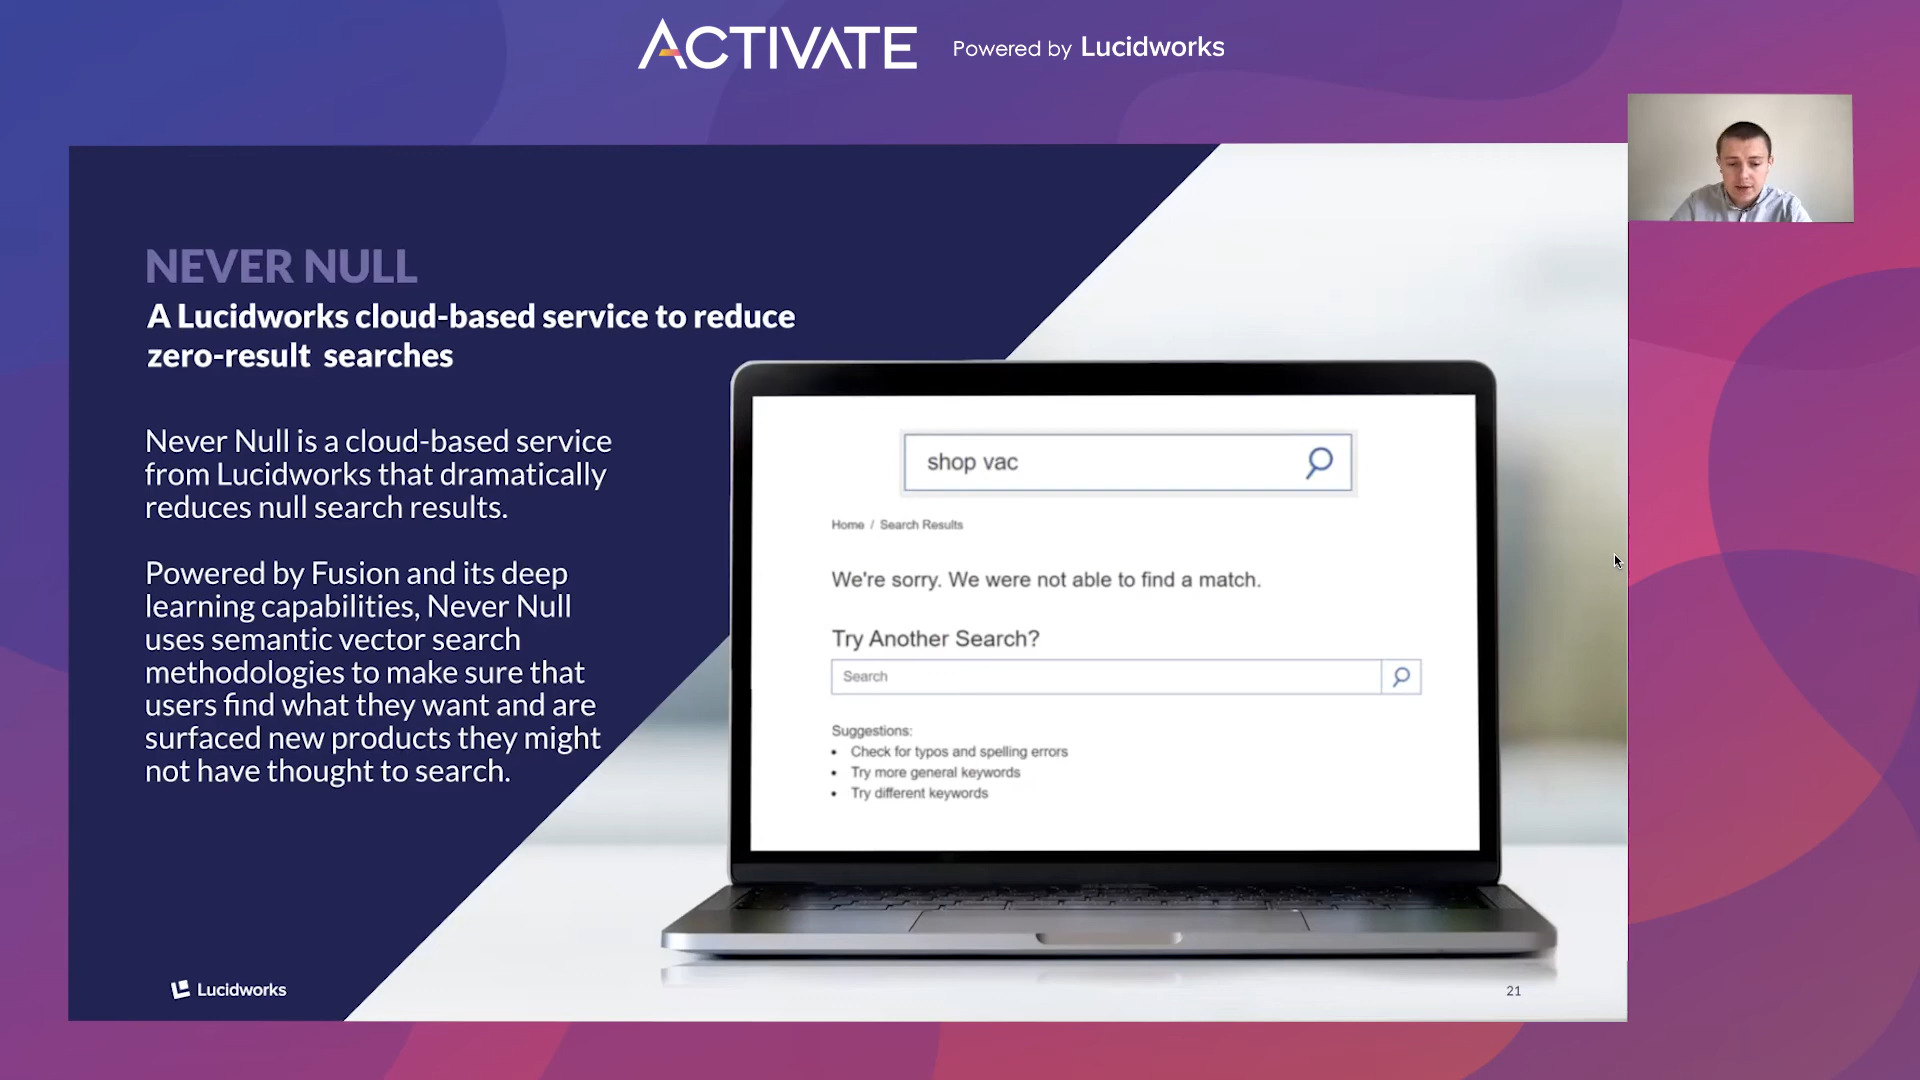 ACTIVATE Powered by Lucidworks
NEVER NULL
A Lucidworks cloud-based service to reduce
zero-result searches
Never Null is a cloud-based service
from Lucidworks that dramatically
reduces null search results.
Powered by Fusion and its deep
learning capabilities, Never Null
uses semantic vector search
methodologies to make sure that
users find what they want and are
surfaced new products they might
not have thought to search.
shop vac
Home / Search Results
We're sorry. We were not able to find a match.
Try Another Search?
Search
Suggestions:
• Check for typos and spelling errors
• Try more general keywords
• Try different keywords
Lucidworks
21